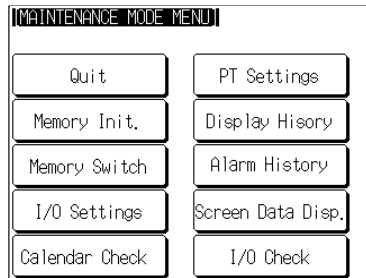 [MAINTENANCE MODE MENU]
Quit
PT Settings
Memory Init.
Display Hisory
Memory Switch
Alarm History
I/O Settings
Screen Data Disp.
Calendar Check
I/O Check